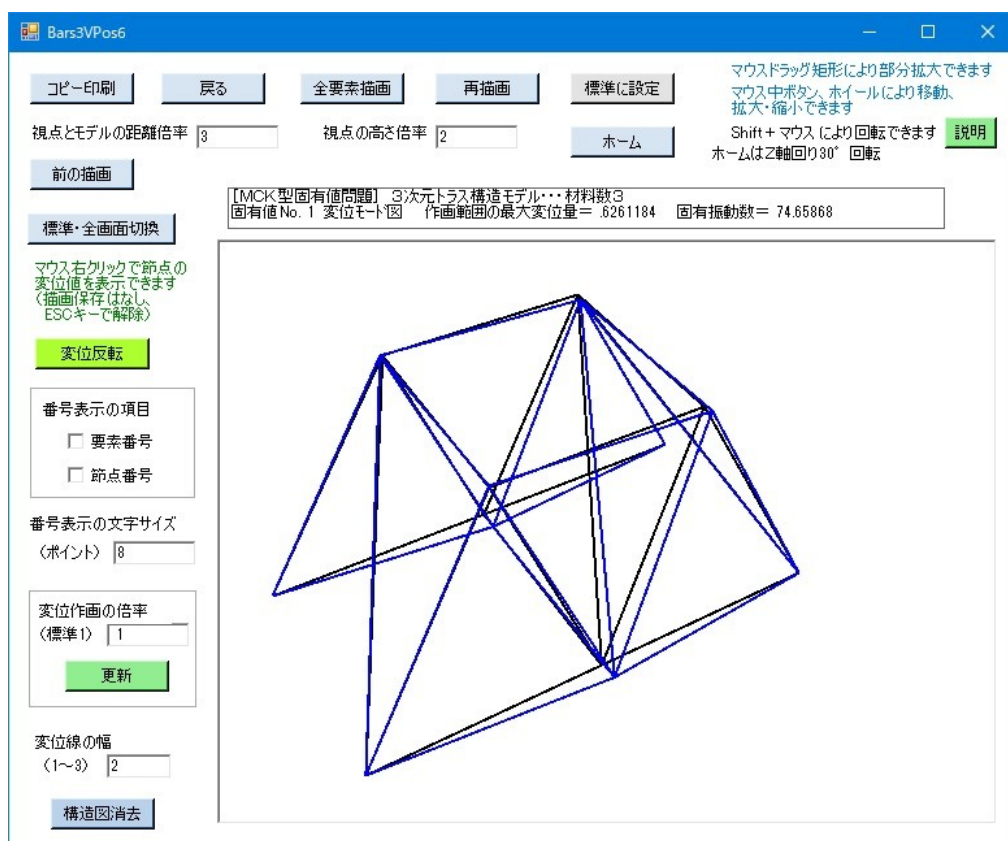 Bars3VPos6
コピー印刷
戻る
全要素描画
再描画
標準に設定
マウスドラッグ矩形により部分拡大できます
マウス中ボタン、ホイールにより移動、
拡大・縮小できます
視点とモデルの距離倍率 3
視点の高さ倍率 2
ホーム
Shift+マウス により回転できます
説明
ホームはZ軸回り30° 回転
前の描画
[MCK型固有値問題] 3次元トラス構造モデル・・・材料数3
固有値No. 1 変位モード図 作画範囲の最大変位量= .6261184 固有振動数= 74.65868
標準・全画面切換
マウス右クリックで節点の
変位値を表示できます
(描画保存はなし、
ESCキーで解除)
変位反転
番号表示の項目
要素番号
節点番号
番号表示の文字サイズ
(ポイント) 8
変位作画の倍率
(標準1) 1
更新
変位線の幅
(1~3) 2
構造図消去